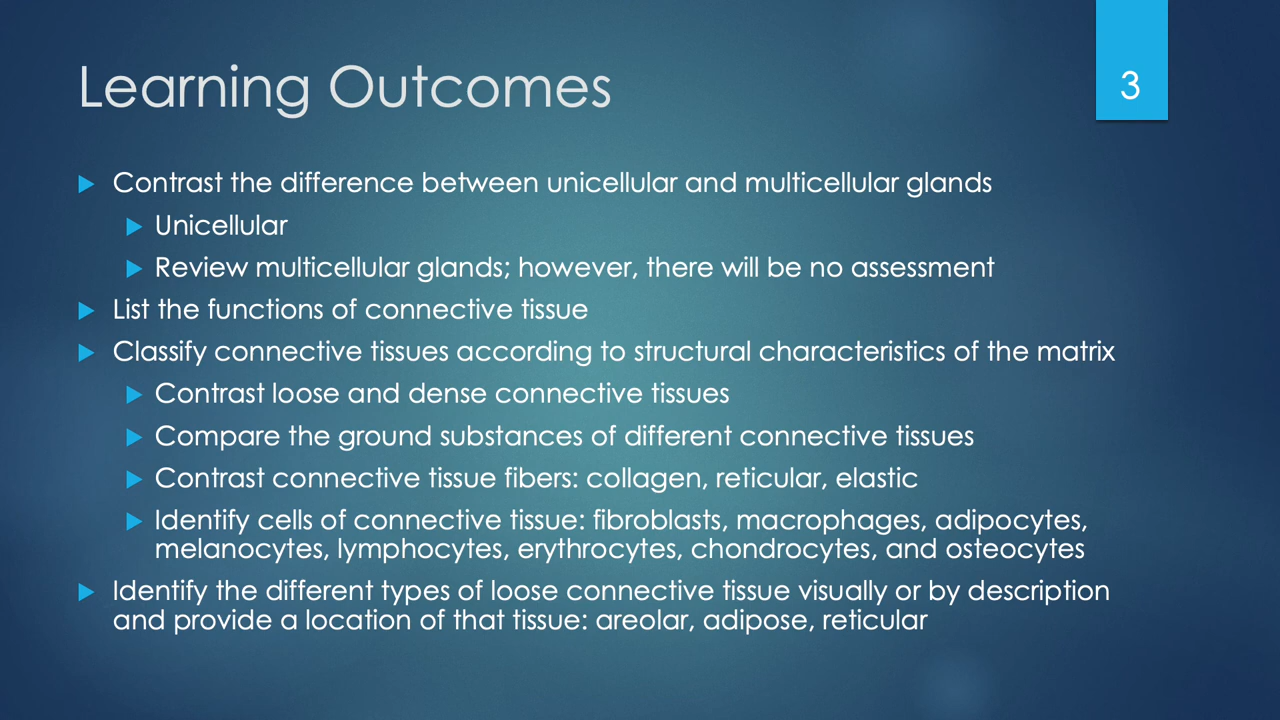 Learning Outcomes
3
Contrast the difference between unicellular and multicellular glands
Unicellular
Review multicellular glands; however, there will be no assessment
List the functions of connective tissue
Classify connective tissues according to structural characteristics of the matrix
Contrast loose and dense connective tissues
Compare the ground substances of different connective tissues
Contrast connective tissue fibers: collagen, reticular, elastic
Identify cells of connective tissue: fibroblasts, macrophages, adipocytes,
melanocytes, lymphocytes, erythrocytes, chondrocytes, and osteocytes
Identify the different types of loose connective tissue visually or by description
and provide a location of that tissue: areolar, adipose, reticular